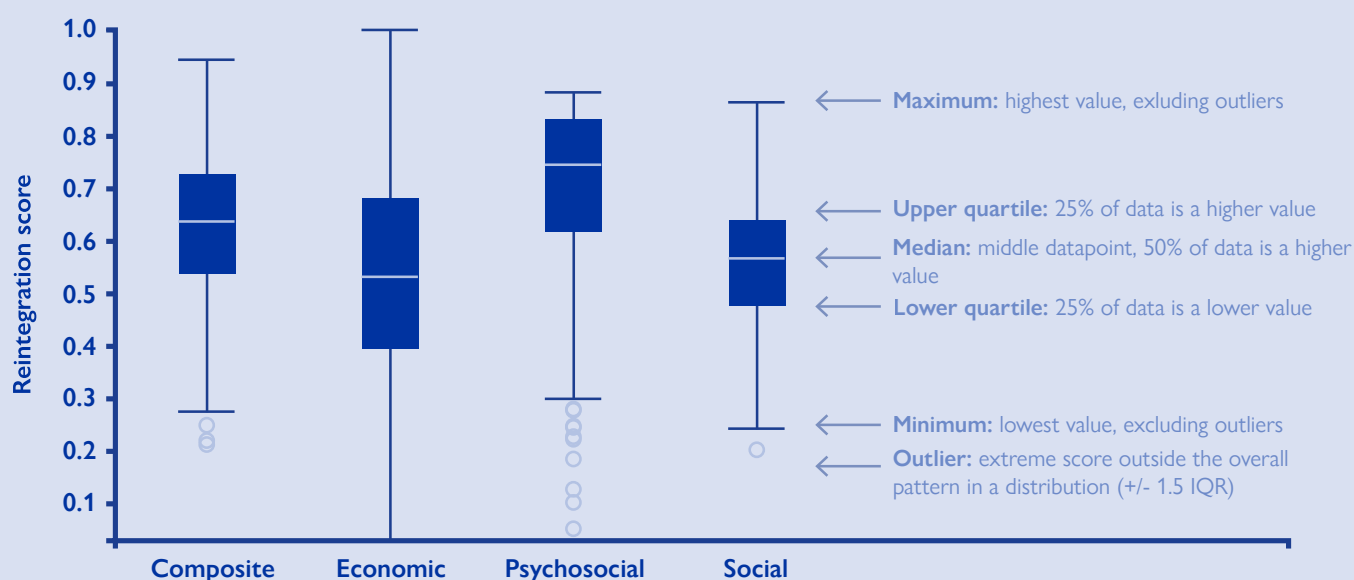 1.0
0.9
0.8
0.7
0.6
0.5
0.4
0.3
0.2
0.1
Reintegration score
Composite
Economic
Psychosocial
Social
Maximum: highest value, exluding outliers
Upper quartile: 25% of data is a higher value
Median: middle datapoint, 50% of data is a higher
value
Lower quartile: 25% of data is a lower value
Minimum: lowest value, excluding outliers
Outlier: extreme score outside the overall
pattern in a distribution (+/- 1.5 IQR)